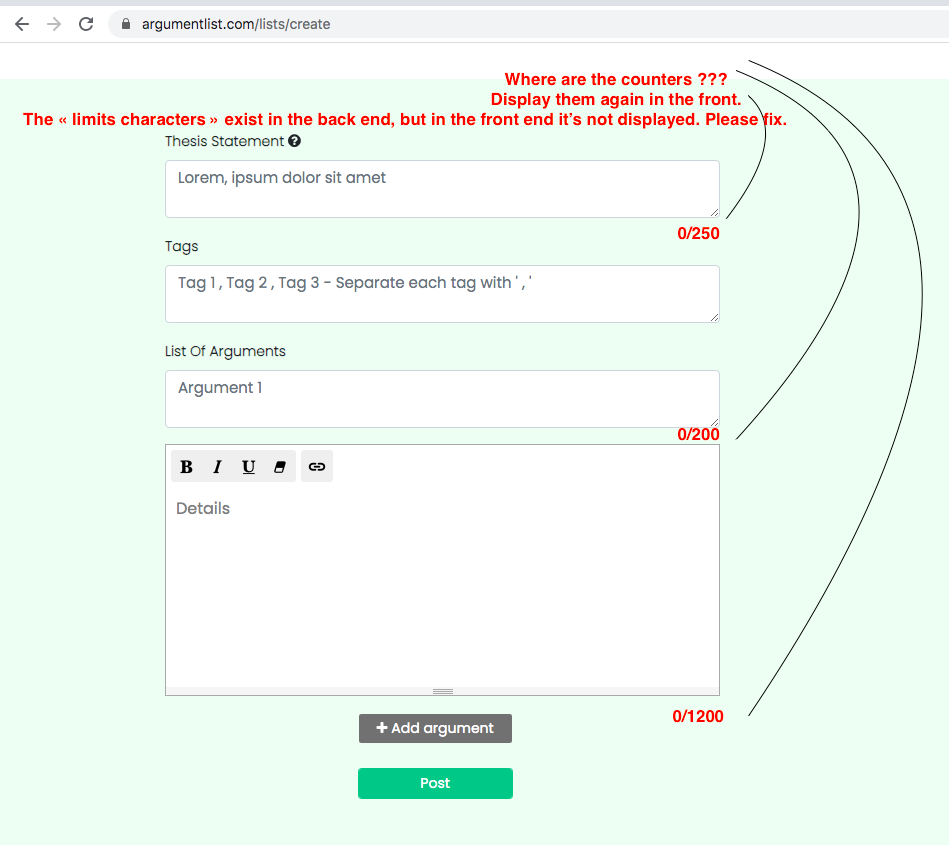 argumentlist.com/lists/create
Where are the counters ???
Display them again in the front.
The « limits characters » exist in the back end, but in the front end it’s not displayed. Please fix.
Thesis Statement ?
Lorem, ipsum dolor sit amet
0/250
Tags
Tag 1 , Tag 2 , Tag 3 - Separate each tag with ' , '
List Of Arguments
Argument 1
0/200
B I U
Details
0/1200
+ Add argument
Post